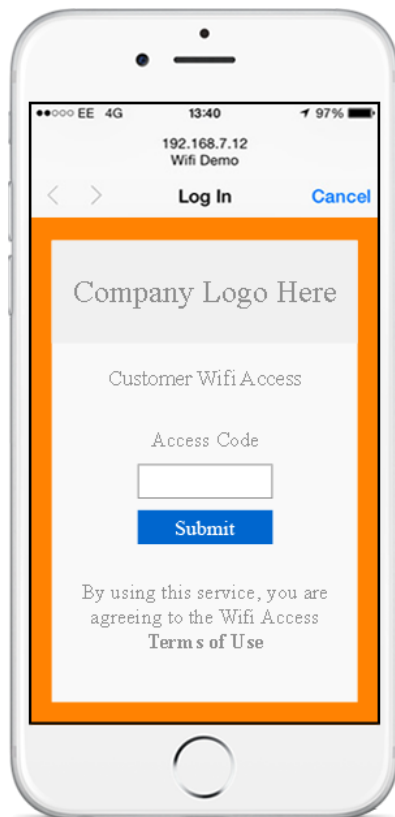 EE 4G 13:40 97%
192.168.7.12
Wifi Demo
Log In Cancel
Company Logo Here
Customer Wifi Access
Access Code
Submit
By using this service, you are
agreeing to the Wifi Access
Terms of Use